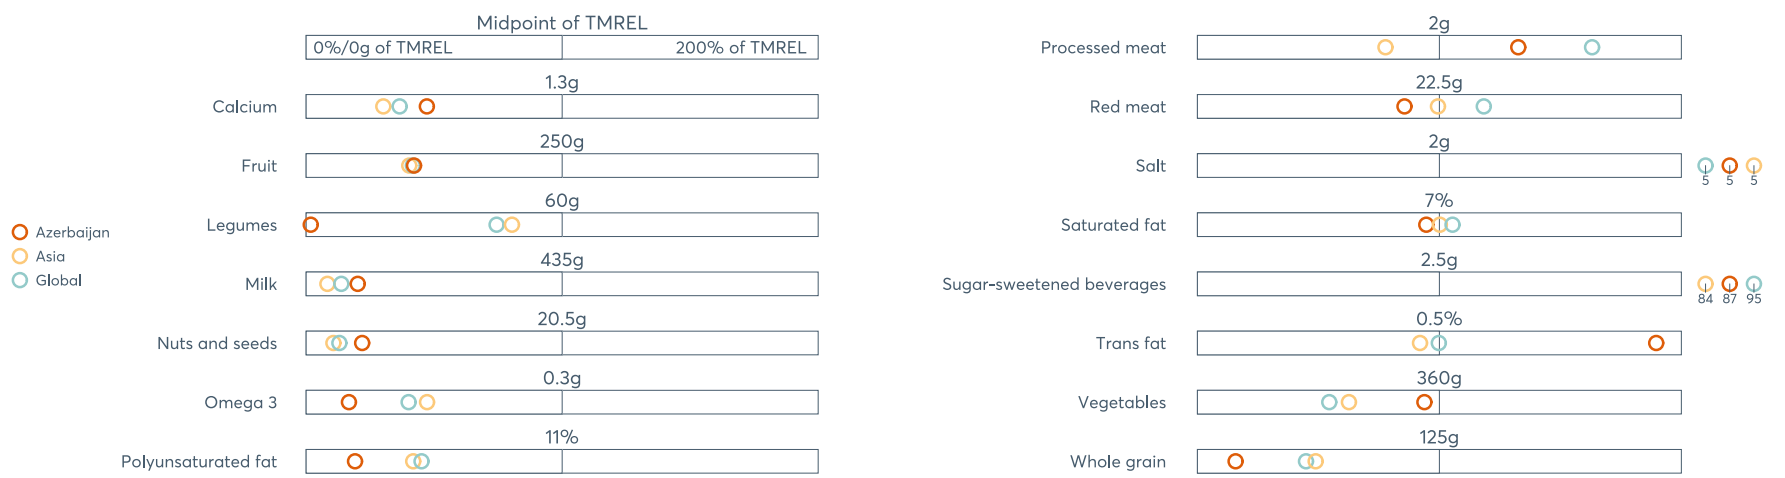 Azerbaijan
Asia
Global
Midpoint of TMREL
0%/0g of TMREL 200% of TMREL
1.3g
Calcium
250g
Fruit
60g
Legumes
435g
Milk
20.5g
Nuts and seeds
0.3g
Omega 3
11%
Polyunsaturated fat
2g
Processed meat
22.5g
Red meat
2g
Salt
5 5 5
7%
Saturated fat
2.5g
Sugar-sweetened beverages
84 87 95
0.5%
Trans fat
360g
Vegetables
125g
Whole grain